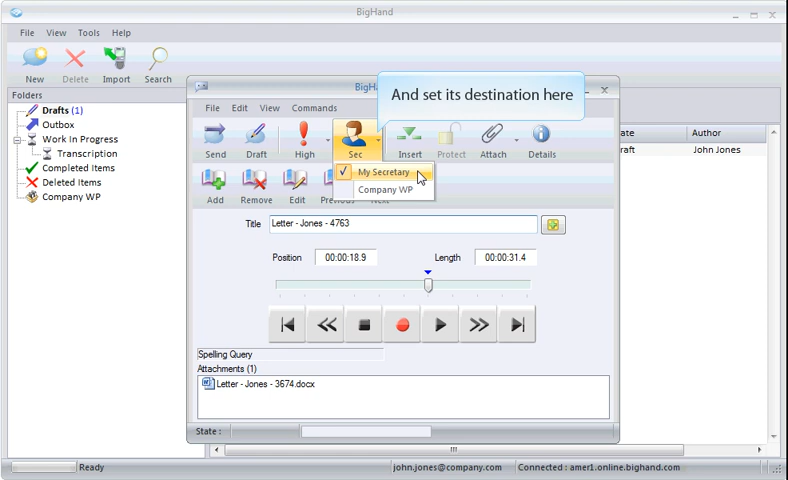 BigHand
File View Tools Help
New Delete Import Search
Folders
Drafts (1)
Outbox
Work In Progress
Transcription
Completed Items
Deleted Items
Company WP
And set its destination here
File Edit View Commands
Send Draft High Sec Insert Protect Attach Details
My Secretary
Company WP
Add Remove Edit
Title Letter - Jones - 4763
Position 00:00:18.9 Length 00:00:31.4
Spelling Query
Attachments (1)
Letter - Jones - 3674.docx
State :
Author
John Jones
Ready john.jones@company.com Connected : amer1.online.bighand.com